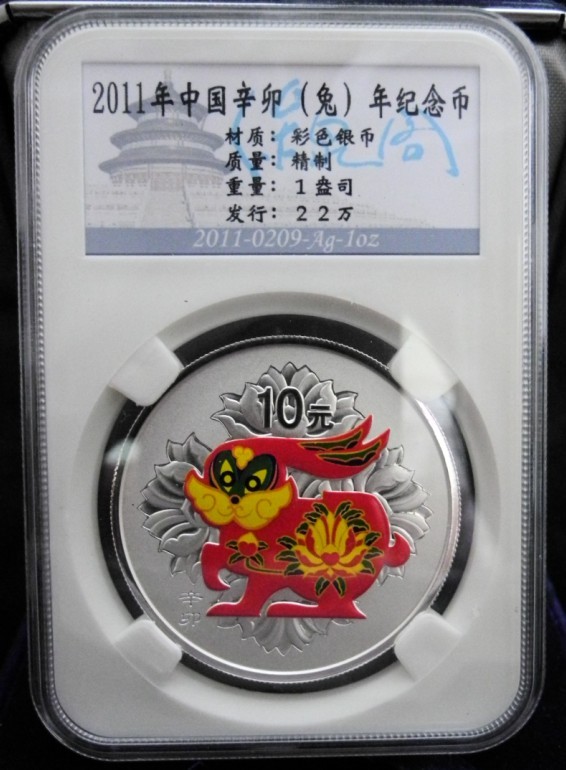 2011年中国辛卯（兔）年纪念币
材质：彩色银币
质量：精制
重量：1盎司
发行：22万
2011-0209-Ag-1oz
10元
辛
卯